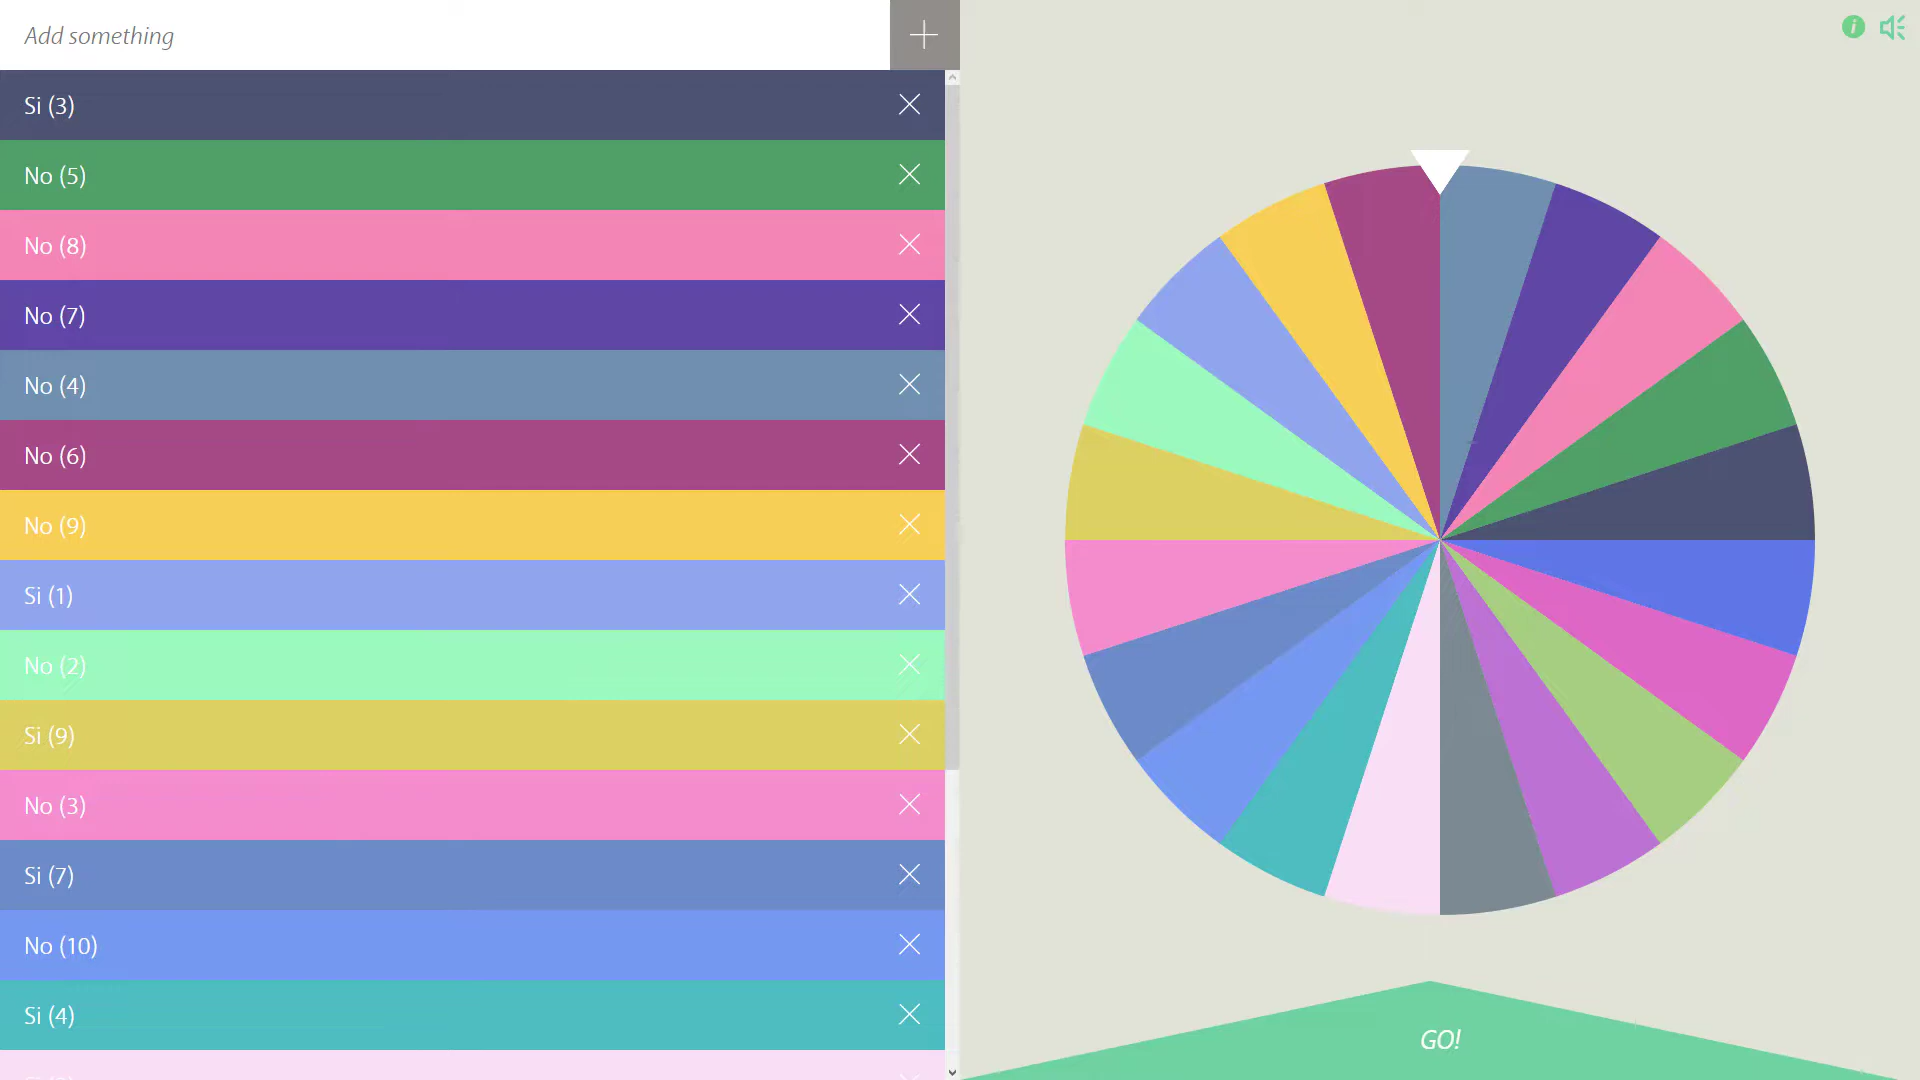 Add something
Si (3)
No (5)
No (8)
No (7)
No (4)
No (6)
No (9)
Si (1)
No (2)
Si (9)
No (3)
Si (7)
No (10)
Si (4)
GO!